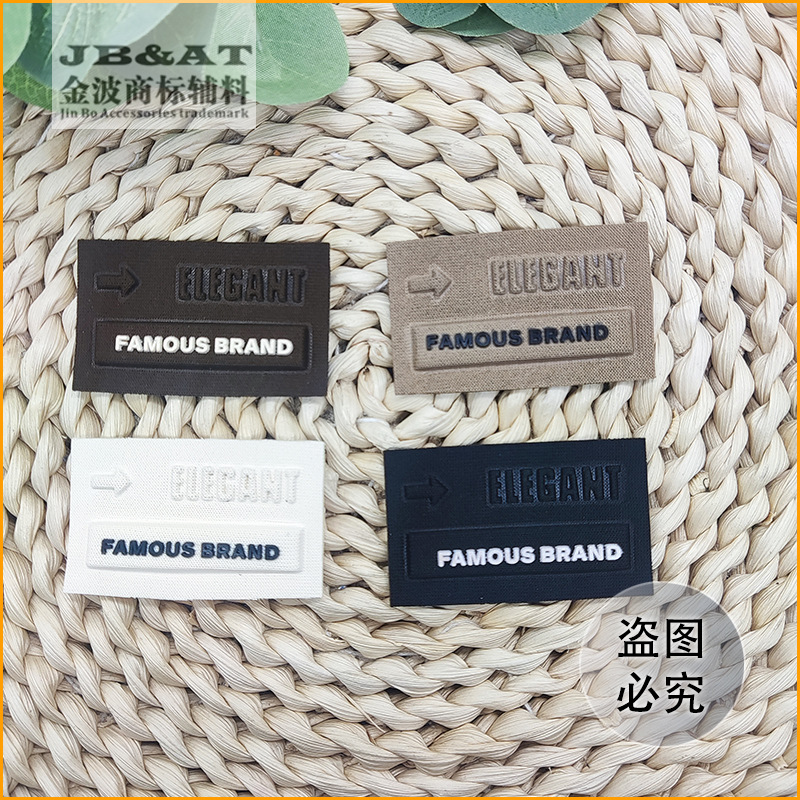 JB&AT
金波商标辅料
Jin Bo Accessories trademark
ELEGANT
FAMOUS BRAND
ELEGANT
FAMOUS BRAND
ELEGANT
FAMOUS BRAND
ELEGANT
FAMOUS BRAND
盗图
必究